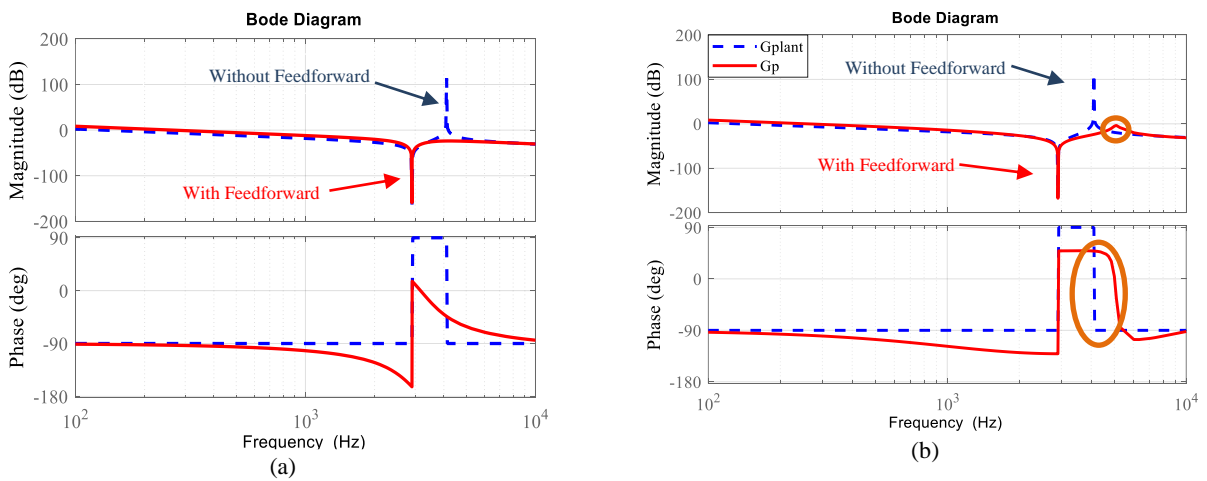 Bode Diagram
200
100
0
-100
-200
Magnitude (dB)
Without Feedforward
With Feedforward
90
0
-90
-180
Phase (deg)
10^2
10^3
10^4
Frequency (Hz)
(a)
Bode Diagram
200
100
0
-100
-200
Magnitude (dB)
Gplant
Gp
Without Feedforward
With Feedforward
90
0
-90
-180
Phase (deg)
10^2
10^3
10^4
Frequency (Hz)
(b)